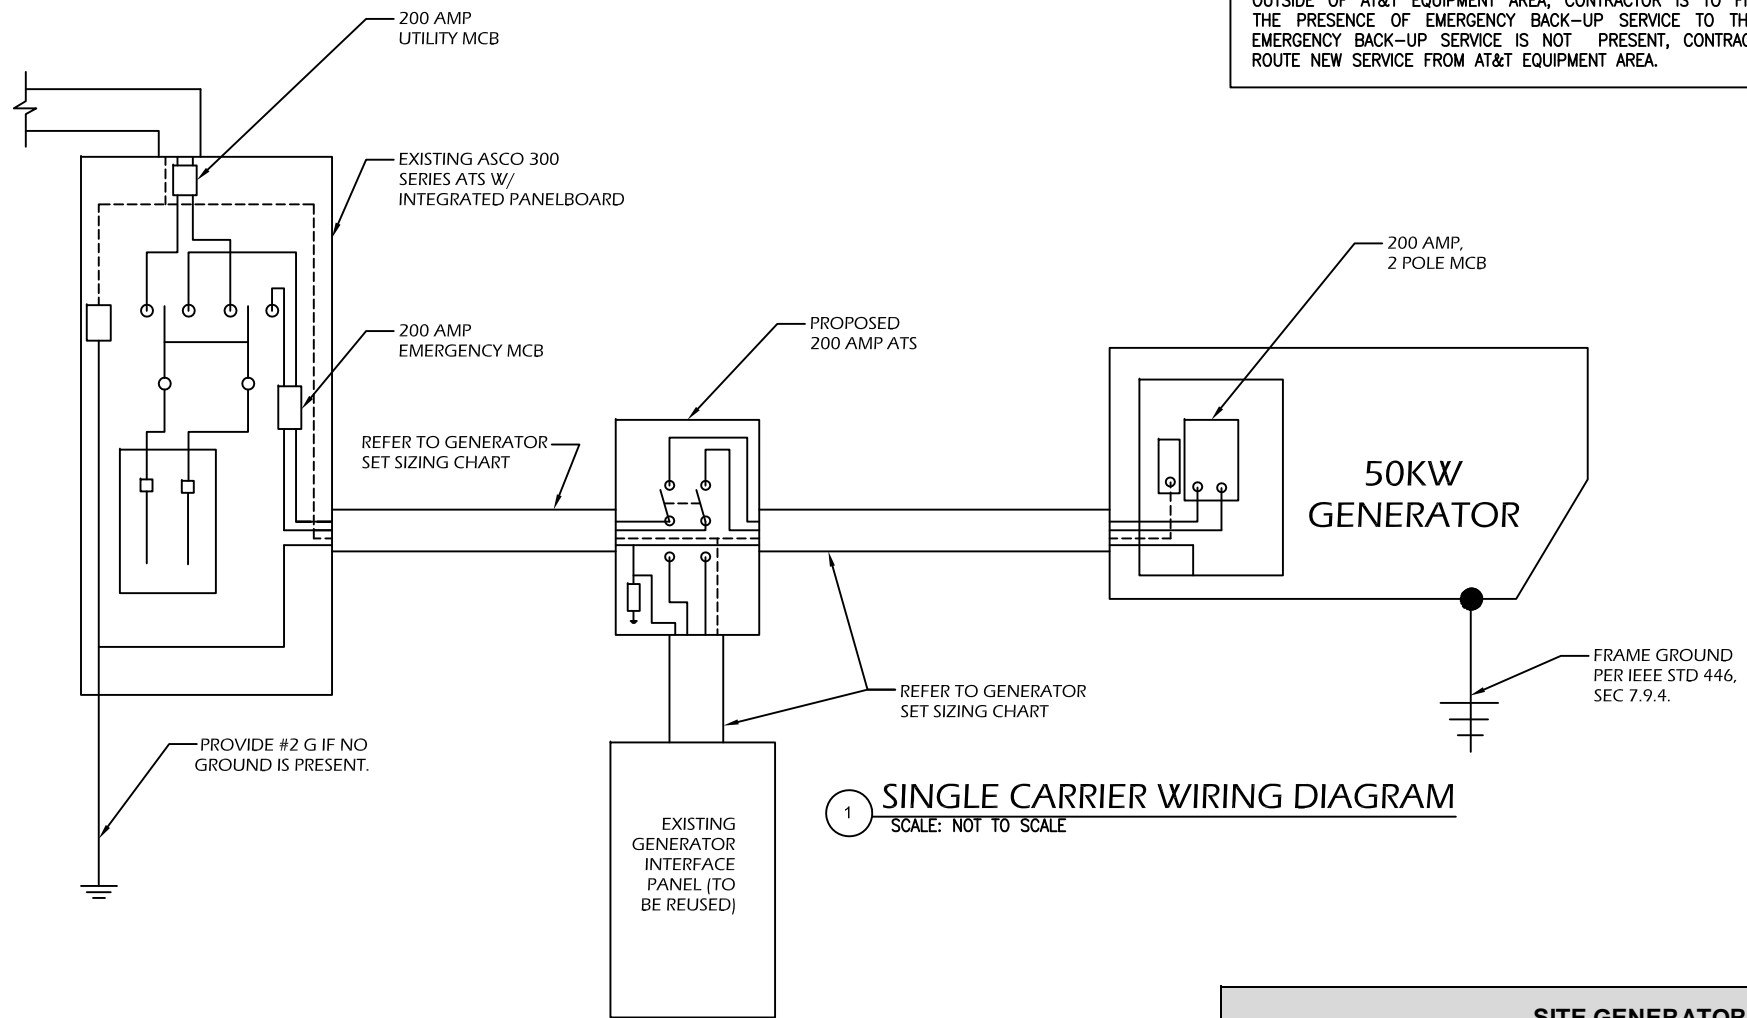 200 AMP
UTILITY MCB
OUTSIDE OF AT&T EQUIPMENT AREA, CONTRACTOR IS TO
THE PRESENCE OF EMERGENCY BACK-UP SERVICE TO
EMERGENCY BACK-UP SERVICE IS NOT PRESENT,
ROUTE NEW SERVICE FROM AT&T EQUIPMENT AREA.
EXISTING ASCO 300
SERIES ATS W/
INTEGRATED PANELBOARD
200 AMP,
2 POLE MCB
200 AMP
EMERGENCY MCB
PROPOSED
200 AMP ATS
REFER TO GENERATOR
SET SIZING CHART
50KW
GENERATOR
FRAME GROUND
PER IEEE STD 446,
SEC 7.9.4.
REFER TO GENERATOR
SET SIZING CHART
PROVIDE #2 G IF NO
GROUND IS PRESENT.
EXISTING
GENERATOR
INTERFACE
PANEL (TO
BE REUSED)
1
SINGLE CARRIER WIRING DIAGRAM
SCALE: NOT TO SCALE
SITE GENERATOR